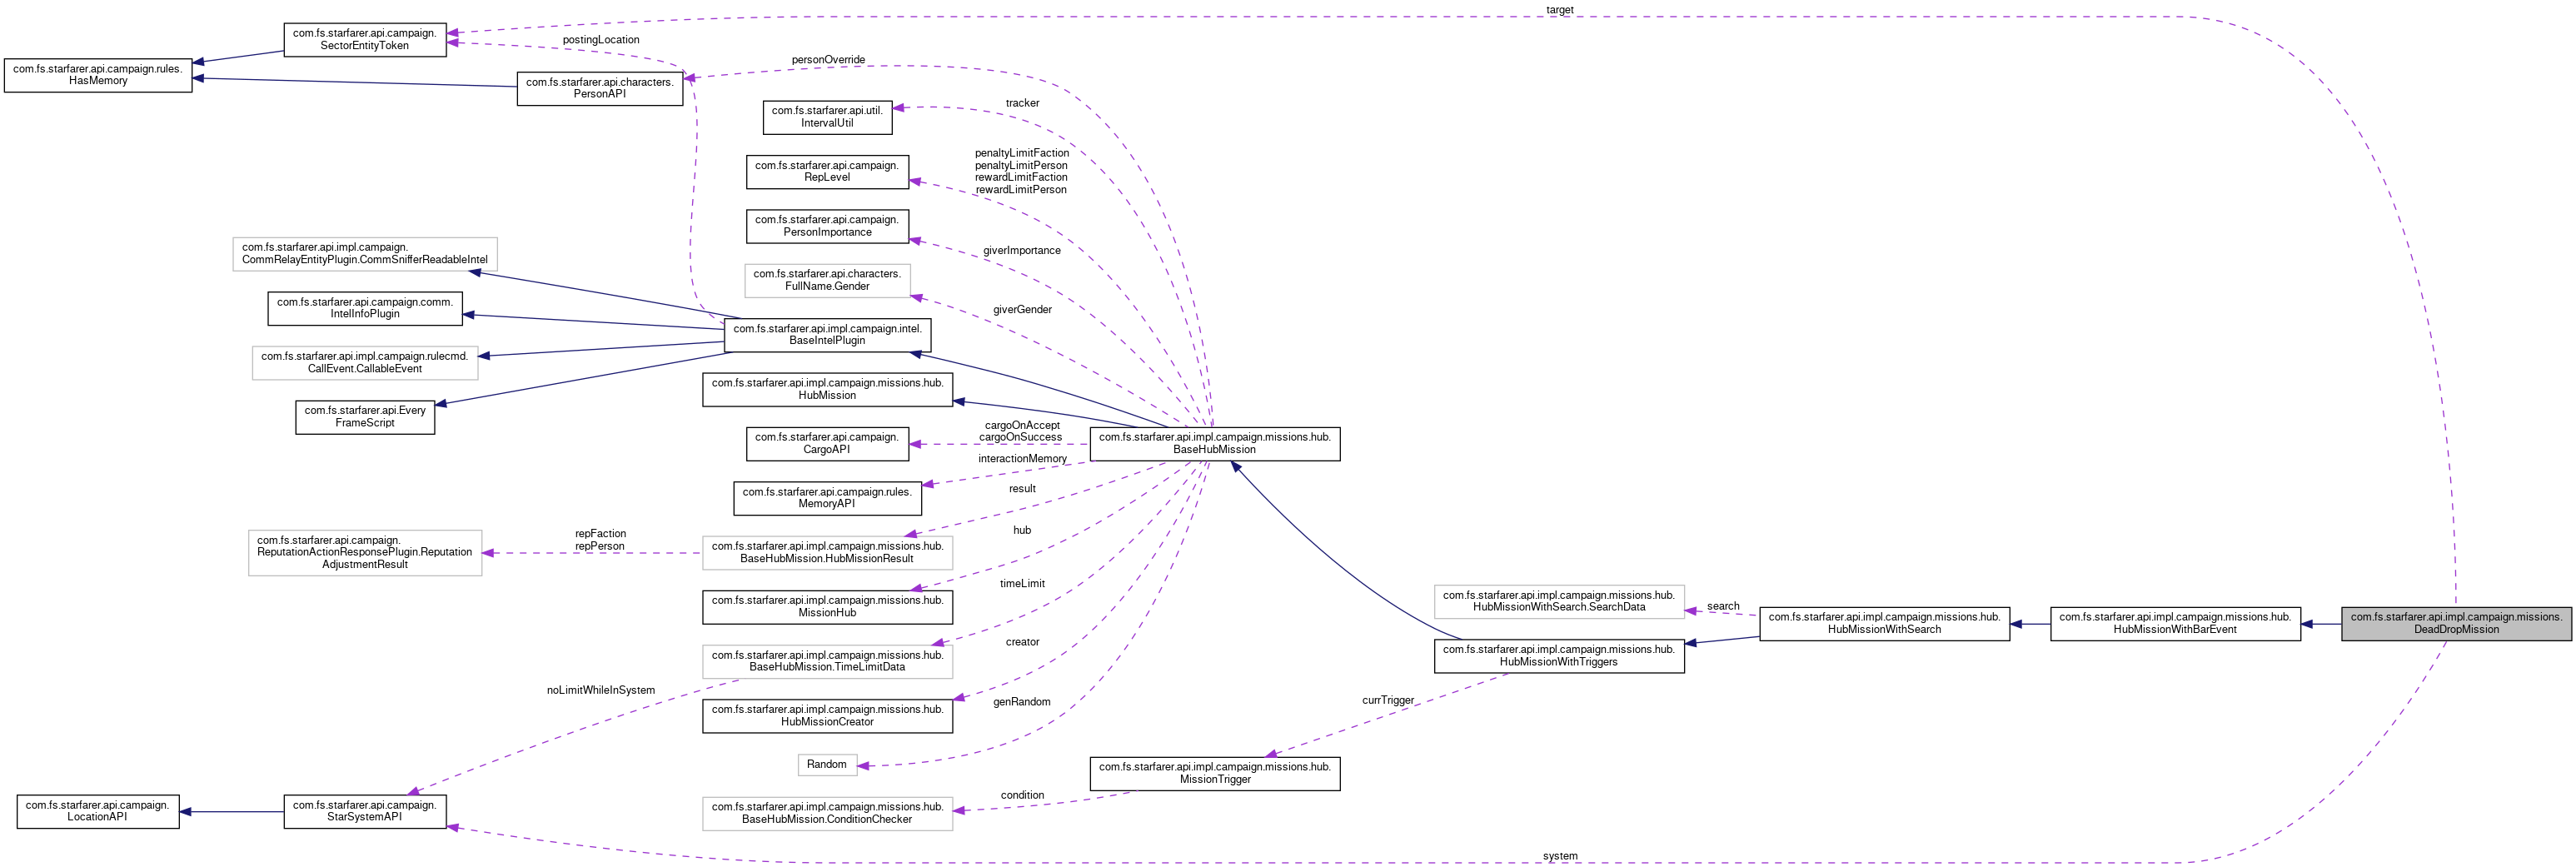 target
com.fs.starfarer.api.campaign.
SectorEntityToken
postingLocation
com.fs.starfarer.api.campaign.rules.
HasMemory
personOverride
com.fs.starfarer.api.characters.
PersonAPI
com.fs.starfarer.api.util.
IntervalUtil
tracker
com.fs.starfarer.api.campaign.
RepLevel
penaltyLimitFaction
penaltyLimitPerson
rewardLimitFaction
rewardLimitPerson
com.fs.starfarer.api.campaign.
PersonImportance
giverImportance
com.fs.starfarer.api.impl.campaign.
CommRelayEntityPlugin.CommSnifferReadableIntel
com.fs.starfarer.api.characters.
FullName.Gender
giverGender
com.fs.starfarer.api.campaign.comm.
IntelInfoPlugin
com.fs.starfarer.api.impl.campaign.intel.
BaseIntelPlugin
com.fs.starfarer.api.impl.campaign.rulecmd.
CallEvent.CallableEvent
com.fs.starfarer.api.impl.campaign.missions.hub.
HubMission
com.fs.starfarer.api.Every
FrameScript
com.fs.starfarer.api.campaign.
CargoAPI
cargoOnAccept
cargoOnSuccess
com.fs.starfarer.api.impl.campaign.missions.hub.
BaseHubMission
interactionMemory
com.fs.starfarer.api.campaign.rules.
MemoryAPI
result
com.fs.starfarer.api.campaign.
ReputationActionResponsePlugin.Reputation
AdjustmentResult
repFaction
repPerson
com.fs.starfarer.api.impl.campaign.missions.hub.
BaseHubMission.HubMissionResult
hub
com.fs.starfarer.api.impl.campaign.missions.hub.
MissionHub
timeLimit
com.fs.starfarer.api.impl.campaign.missions.hub.
HubMissionWithSearch.SearchData
search
com.fs.starfarer.api.impl.campaign.missions.hub.
HubMissionWithSearch
com.fs.starfarer.api.impl.campaign.missions.hub.
HubMissionWithBarEvent
com.fs.starfarer.api.impl.campaign.missions.
DeadDropMission
com.fs.starfarer.api.impl.campaign.missions.hub.
BaseHubMission.TimeLimitData
creator
com.fs.starfarer.api.impl.campaign.missions.hub.
HubMissionWithTriggers
noLimitWhileInSystem
com.fs.starfarer.api.impl.campaign.missions.hub.
HubMissionCreator
genRandom
currTrigger
Random
com.fs.starfarer.api.impl.campaign.missions.hub.
MissionTrigger
com.fs.starfarer.api.campaign.
LocationAPI
com.fs.starfarer.api.campaign.
StarSystemAPI
com.fs.starfarer.api.impl.campaign.missions.hub.
BaseHubMission.ConditionChecker
condition
system